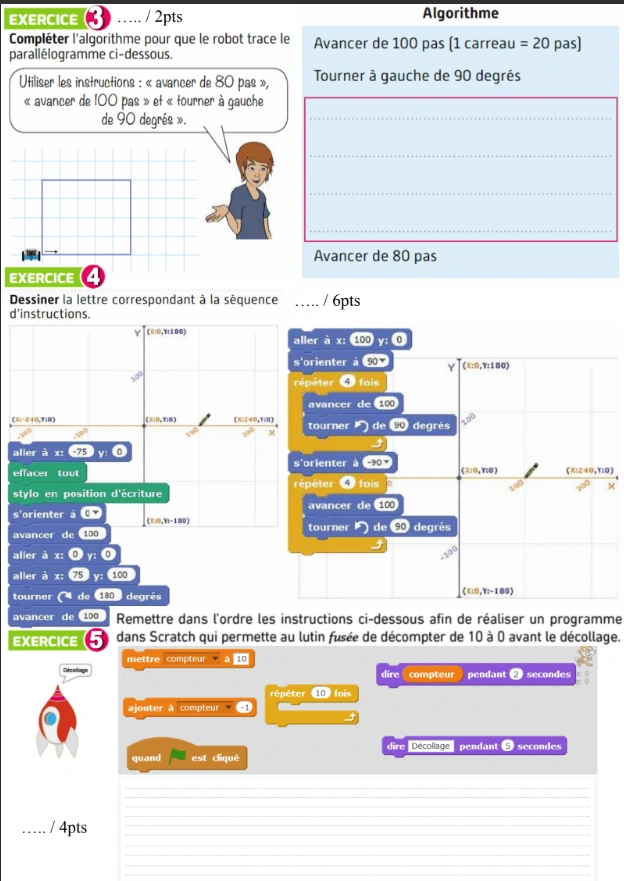 EXERCICE 3 ..... / 2pts
Compléter l'algorithme pour que le robot trace le
parallélogramme ci-dessous.
Utiliser les instructions : « avancer de 80 pas »,
« avancer de 100 pas » et « tourner à gauche
de 90 degrés ».
Algorithme
Avancer de 100 pas (1 carreau = 20 pas)
Tourner à gauche de 90 degrés
Avancer de 80 pas
EXERCICE 4
Dessiner la lettre correspondant à la séquence
d'instructions.
..... / 6pts
Y (X:0,Y:180)
100
(X:-240,Y:0) (X:0,Y:0) (X:240,Y:0)
-200 -100 100 200 X
(X:0,Y:-180)
aller à x: -75 y: 0
effacer tout
stylo en position d'écriture
s'orienter à 0
avancer de 100
aller à x: 0 y: 0
aller à x: 75 y: 100
tourner de 180 degrés
avancer de 100
aller à x: 100 y: 0
s'orienter à 90
répéter 4 fois
avancer de 100
tourner de 90 degrés
s'orienter à -90
répéter 4 fois
avancer de 100
tourner de 90 degrés
Y (X:0,Y:180)
100
(X:0,Y:0) (X:240,Y:0)
100 200 X
-100
(X:0,Y:-180)
EXERCICE 5
Remettre dans l'ordre les instructions ci-dessous afin de réaliser un programme
dans Scratch qui permette au lutin fusée de décompter de 10 à 0 avant le décollage.
Décollage
mettre compteur à 10
dire compteur pendant 2 secondes
répéter 10 fois
ajouter à compteur -1
quand est cliqué
dire Décollage pendant 5 secondes
..... / 4pts